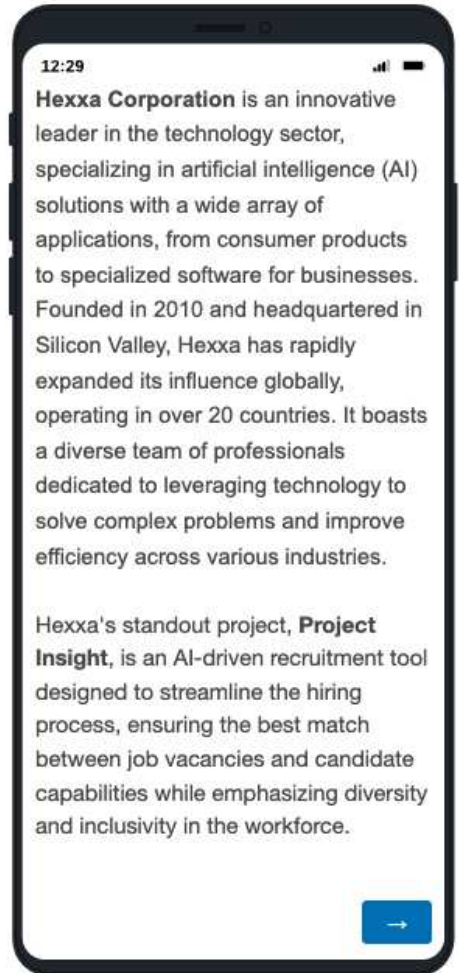 12:29
Hexxa Corporation is an innovative
leader in the technology sector,
specializing in artificial intelligence (AI)
solutions with a wide array of
applications, from consumer products
to specialized software for businesses.
Founded in 2010 and headquartered in
Silicon Valley, Hexxa has rapidly
expanded its influence globally,
operating in over 20 countries. It boasts
a diverse team of professionals
dedicated to leveraging technology to
solve complex problems and improve
efficiency across various industries.
Hexxa's standout project, Project
Insight, is an AI-driven recruitment tool
designed to streamline the hiring
process, ensuring the best match
between job vacancies and candidate
capabilities while emphasizing diversity
and inclusivity in the workforce.
→